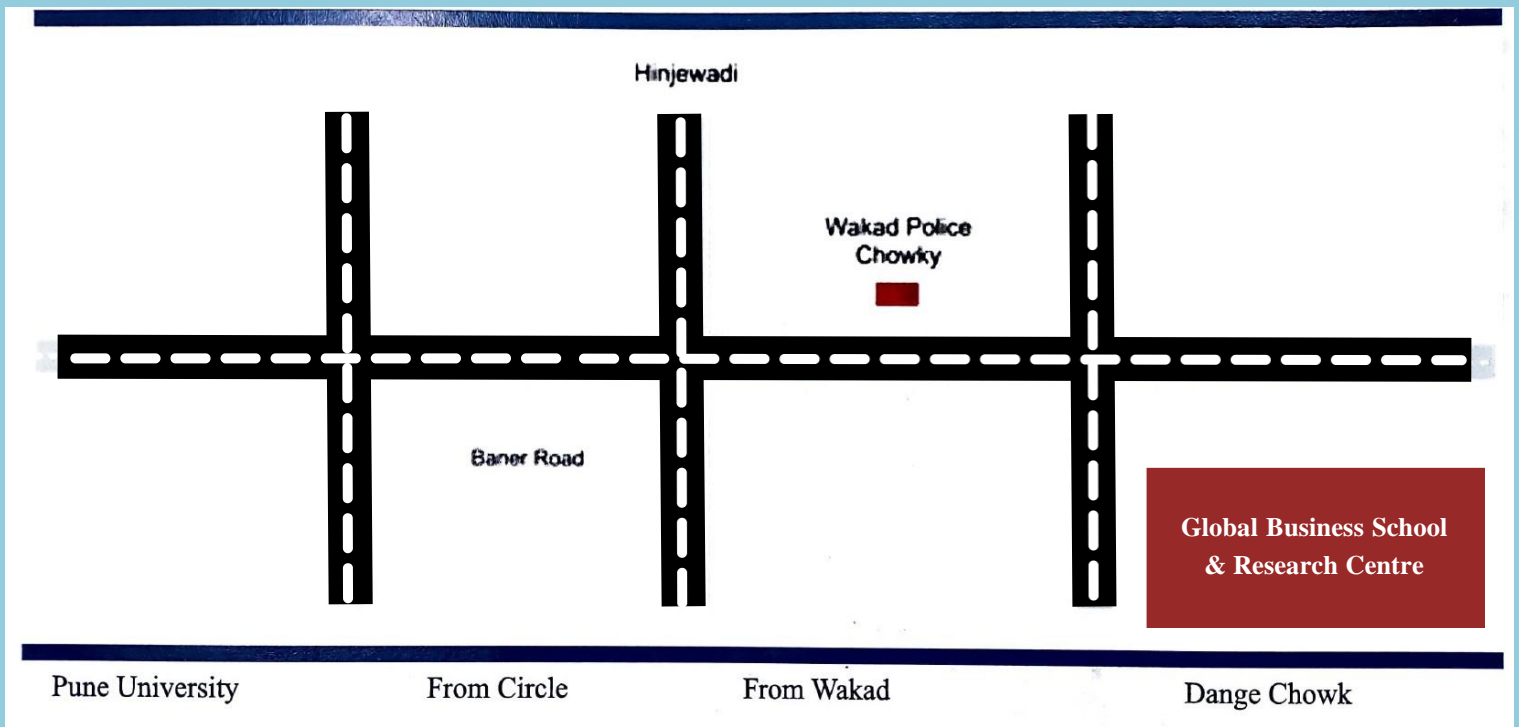 Hinjewadi
Wakad Police
Chowky
Baner Road
Global Business School
& Research Centre
Pune University
From Circle
From Wakad
Dange Chowk